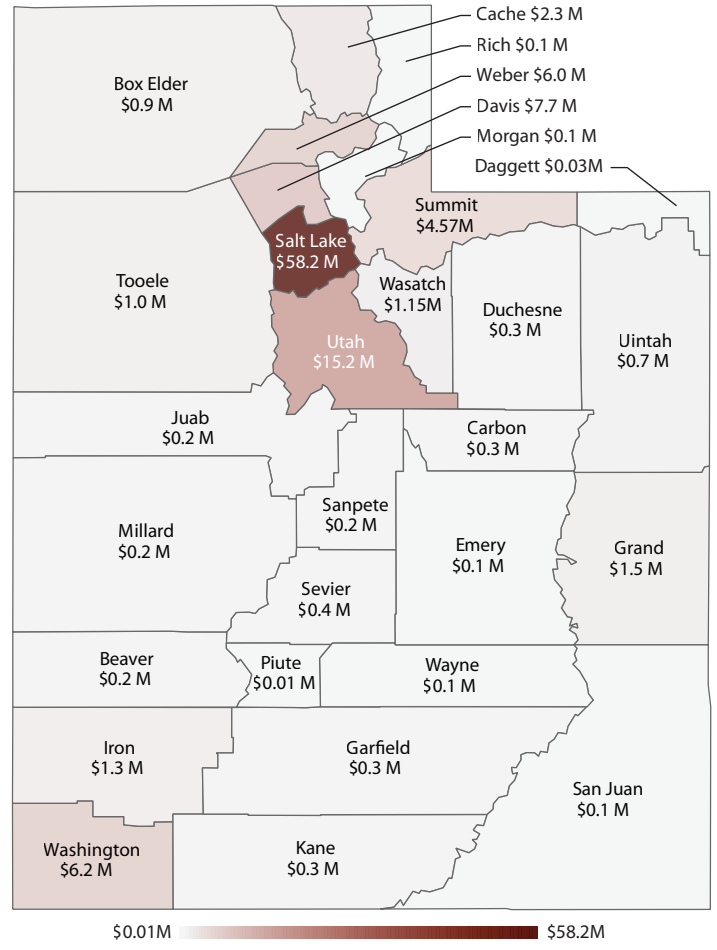 Cache $2.3 M
Rich $0.1 M
Weber $6.0 M
Davis $7.7 M
Morgan $0.1 M
Daggett $0.03M
Box Elder
$0.9 M
Summit
$4.57M
Salt Lake
$58.2 M
Tooele
$1.0 M
Wasatch
$1.15M
Duchesne
$0.3 M
Uintah
$0.7 M
Utah
$15.2 M
Juab
$0.2 M
Carbon
$0.3 M
Sanpete
$0.2 M
Millard
$0.2 M
Emery
$0.1 M
Grand
$1.5 M
Sevier
$0.4 M
Beaver
$0.2 M
Piute
$0.01 M
Wayne
$0.1 M
Iron
$1.3 M
Garfield
$0.3 M
San Juan
$0.1 M
Washington
$6.2 M
Kane
$0.3 M
$0.01M
$58.2M